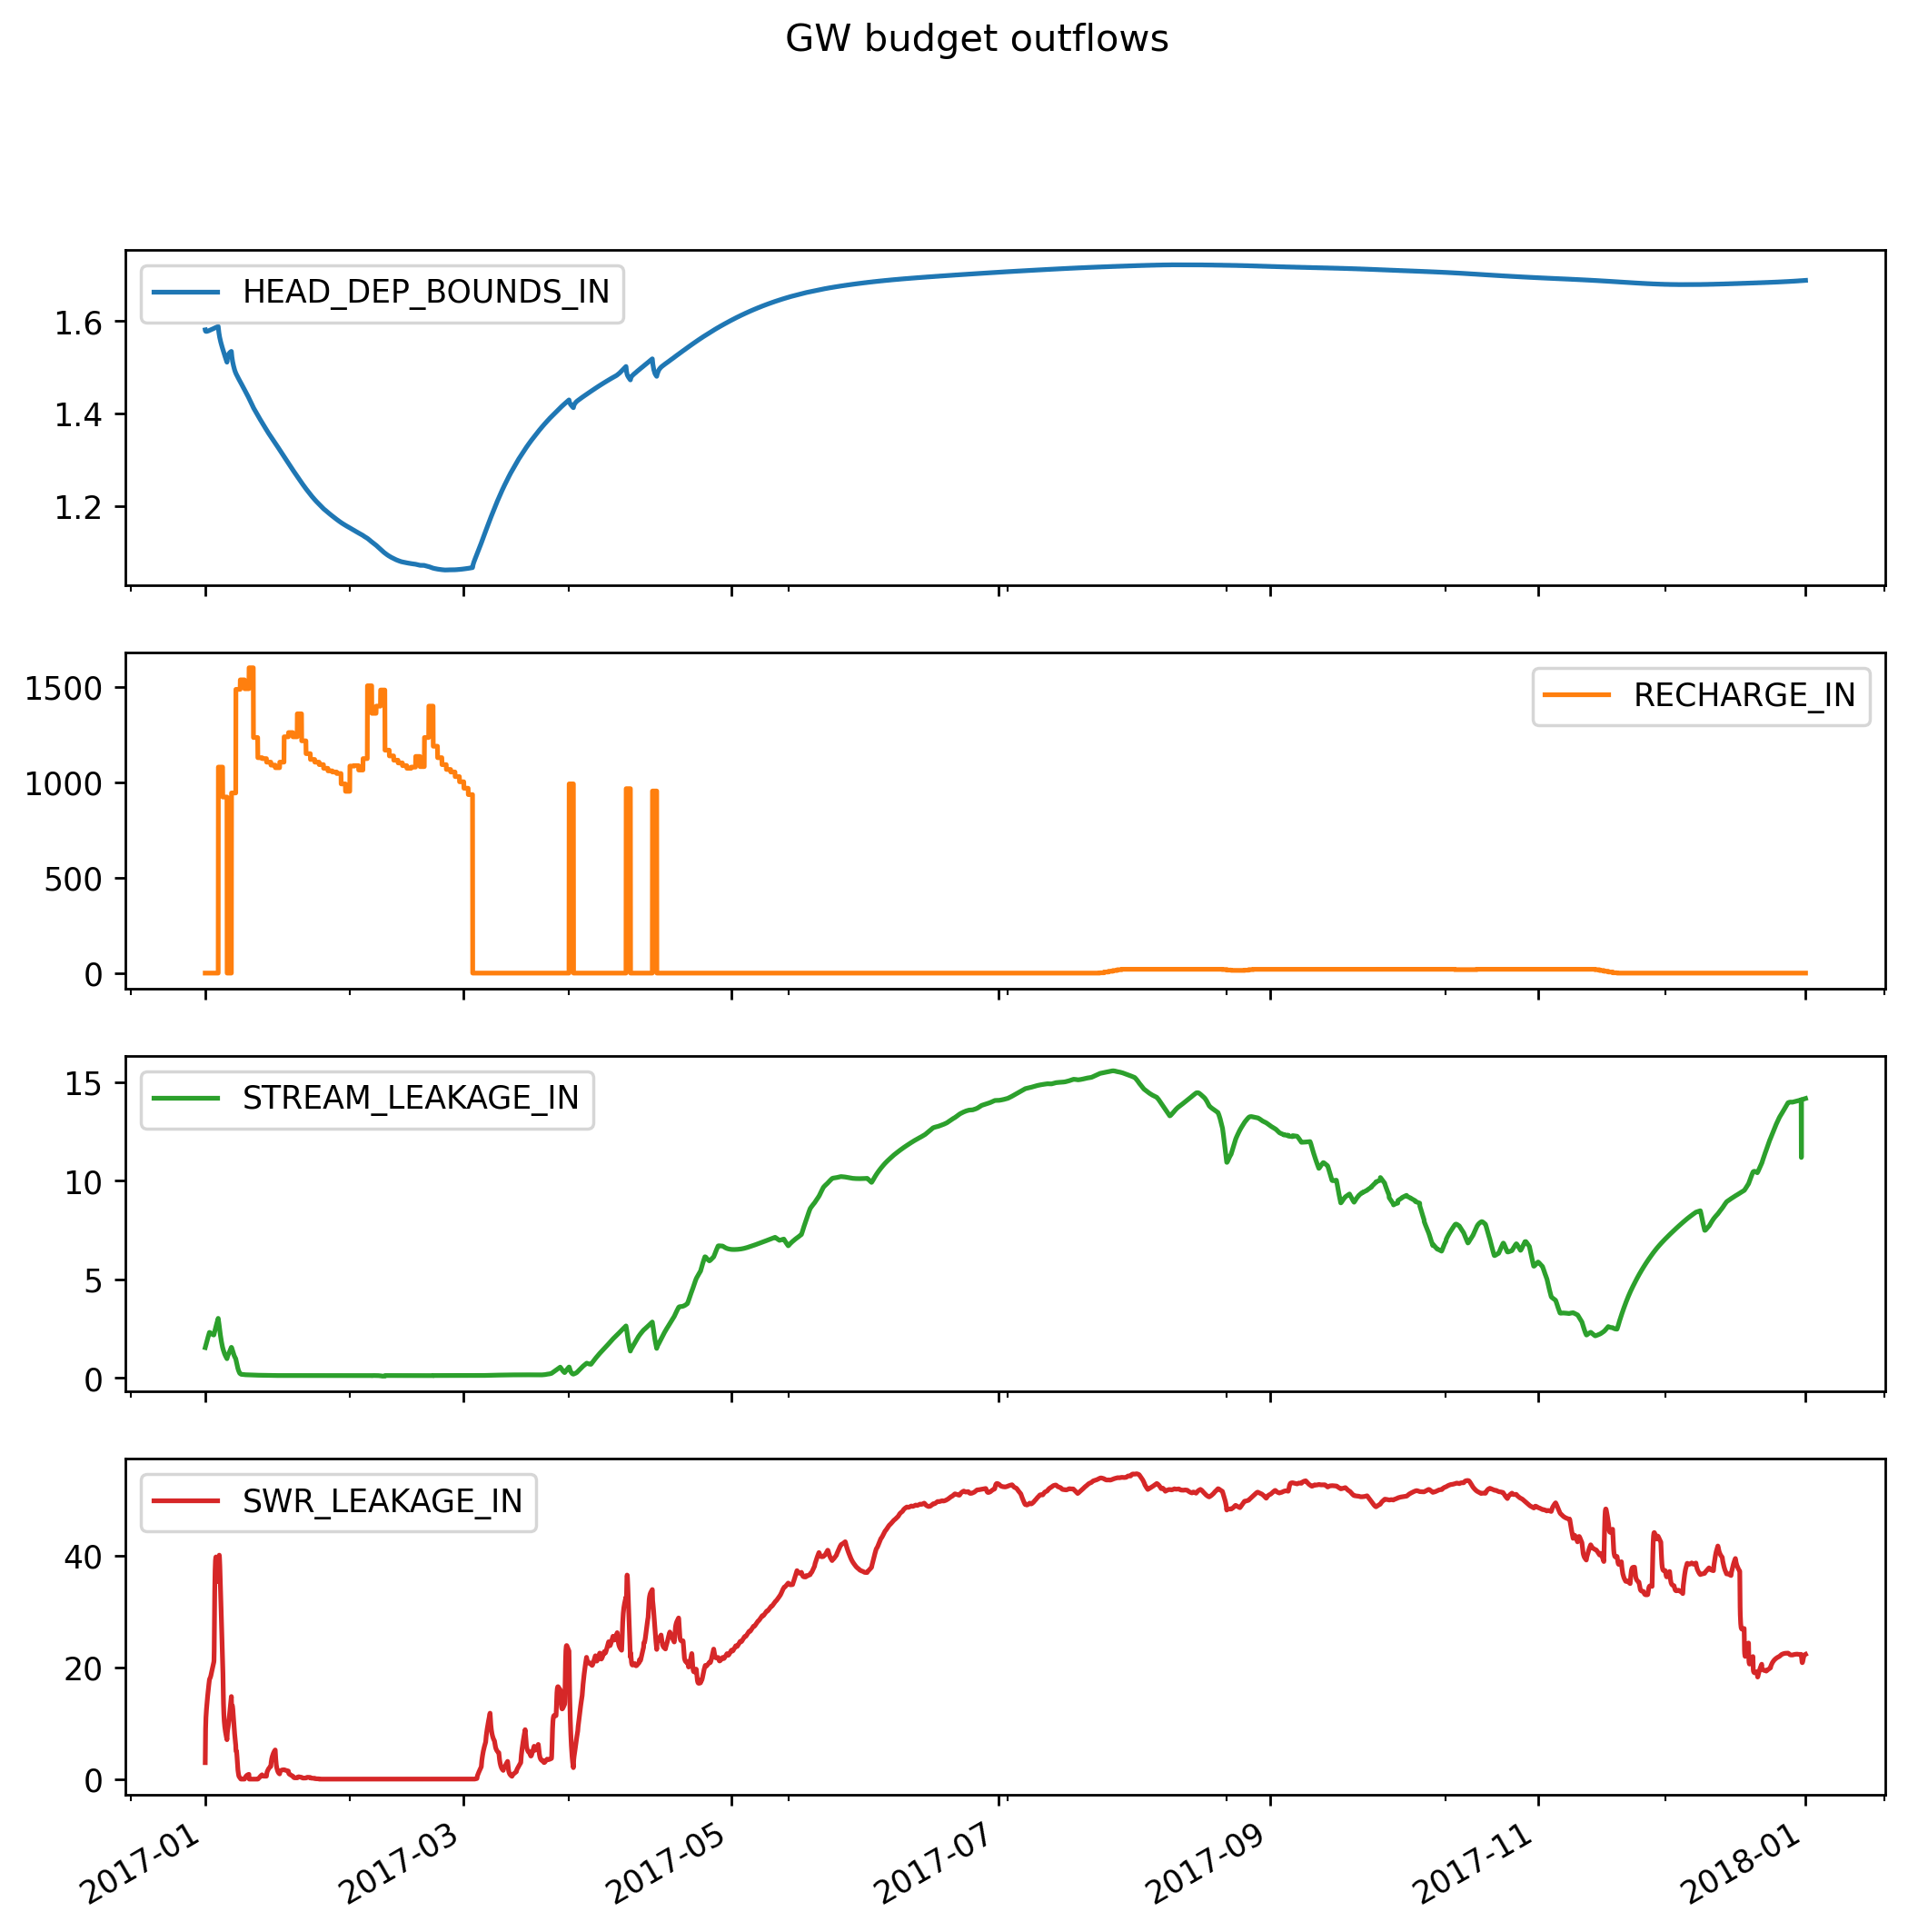 GW budget outflows
HEAD_DEP_BOUNDS_IN
1.6
1.4
1.2
RECHARGE_IN
1500
1000
500
0
STREAM_LEAKAGE_IN
15
10
5
0
SWR_LEAKAGE_IN
40
20
0
2017-01 2017-03 2017-05 2017-07 2017-09 2017-11 2018-01